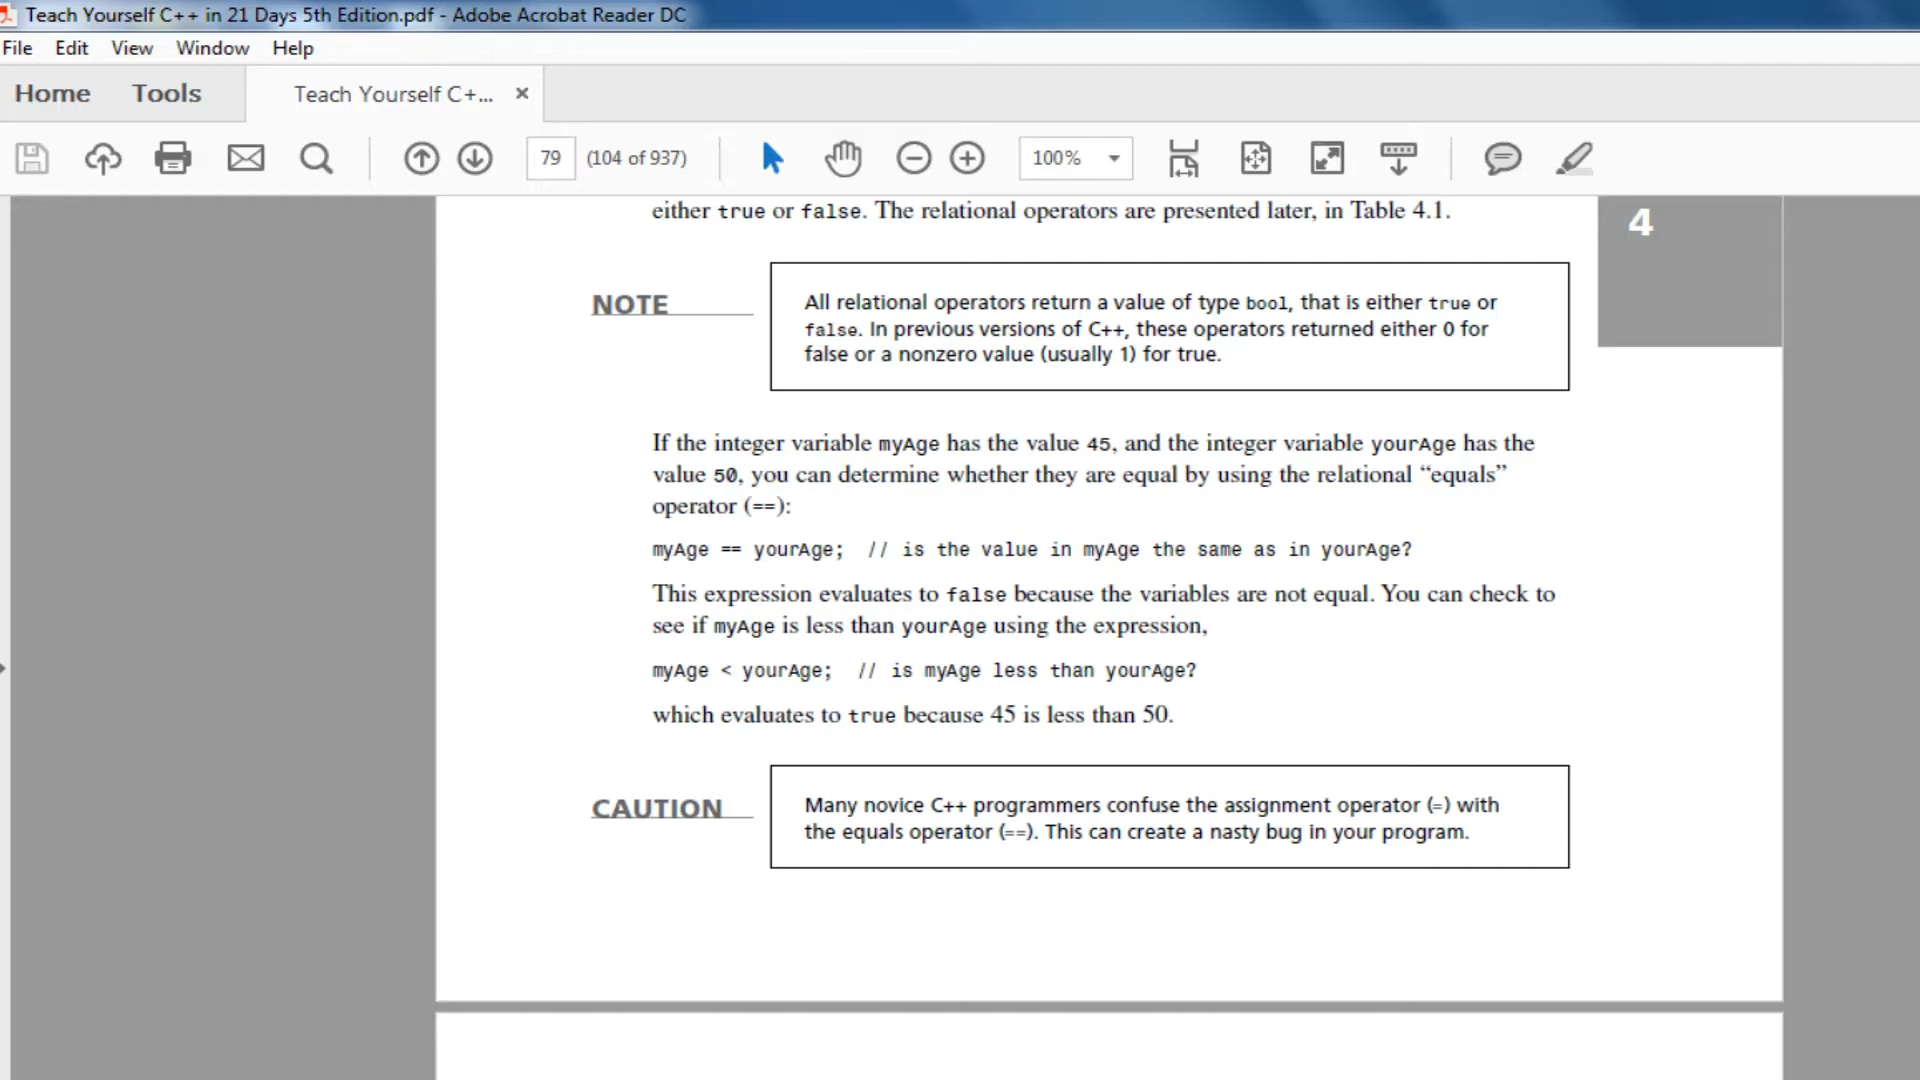 Teach Yourself C++ in 21 Days 5th Edition.pdf - Adobe Acrobat Reader DC
File Edit View Window Help
Home Tools Teach Yourself C+... ×
79 (104 of 937) 100%
either true or false. The relational operators are presented later, in Table 4.1.
4
NOTE
All relational operators return a value of type bool, that is either true or
false. In previous versions of C++, these operators returned either 0 for
false or a nonzero value (usually 1) for true.
If the integer variable myAge has the value 45, and the integer variable yourAge has the
value 50, you can determine whether they are equal by using the relational “equals”
operator (==):
myAge == yourAge;  // is the value in myAge the same as in yourAge?
This expression evaluates to false because the variables are not equal. You can check to
see if myAge is less than yourAge using the expression,
myAge < yourAge;  // is myAge less than yourAge?
which evaluates to true because 45 is less than 50.
CAUTION
Many novice C++ programmers confuse the assignment operator (=) with
the equals operator (==). This can create a nasty bug in your program.